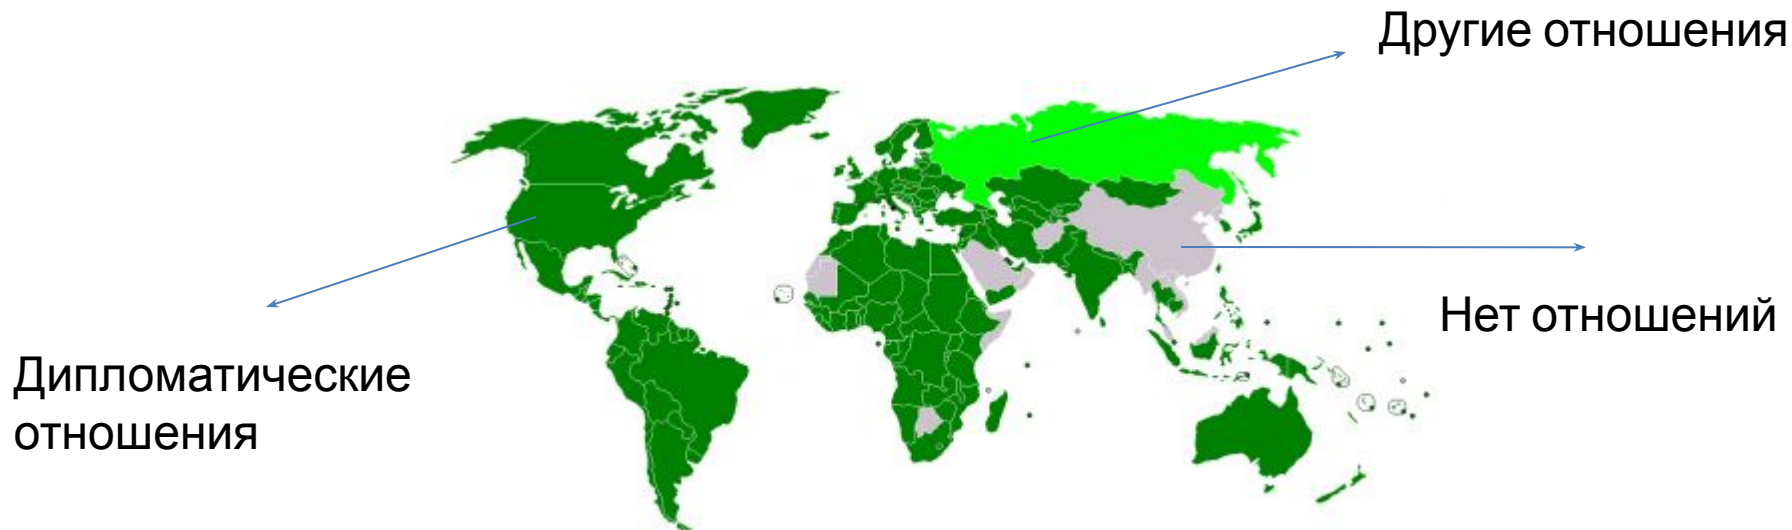 Другие отношения
Нет отношений
Дипломатические
отношения